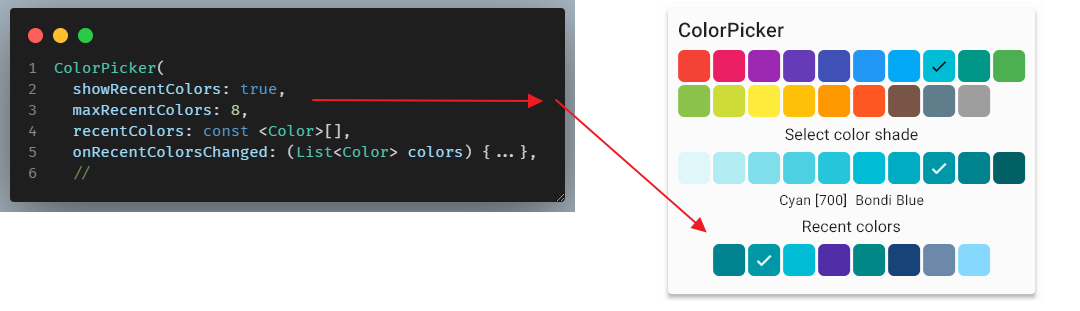 1 ColorPicker(
2 showRecentColors: true,
3 maxRecentColors: 8,
4 recentColors: const <Color>[],
5 onRecentColorsChanged: (List<Color> colors) {...},
6 //
ColorPicker
Select color shade
Cyan [700] Bondi Blue
Recent colors